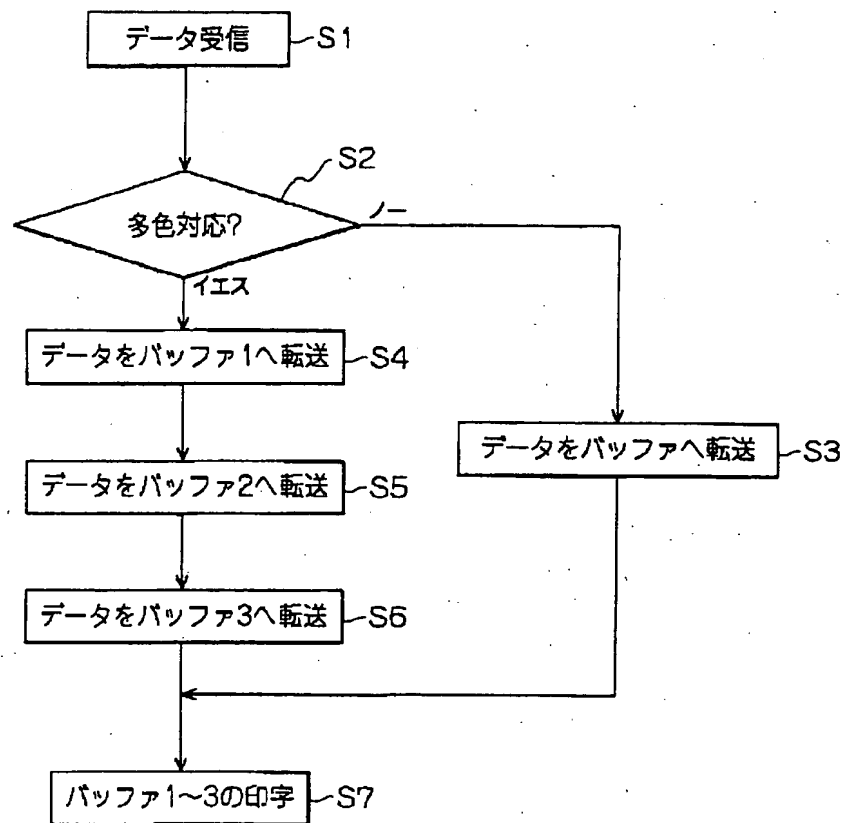 データ受信 S1
S2
多色対応?
ノー
イエス
データをバッファ1へ転送 S4
データをバッファへ転送 S3
データをバッファ2へ転送 S5
データをバッファ3へ転送 S6
バッファ1~3の印字 S7